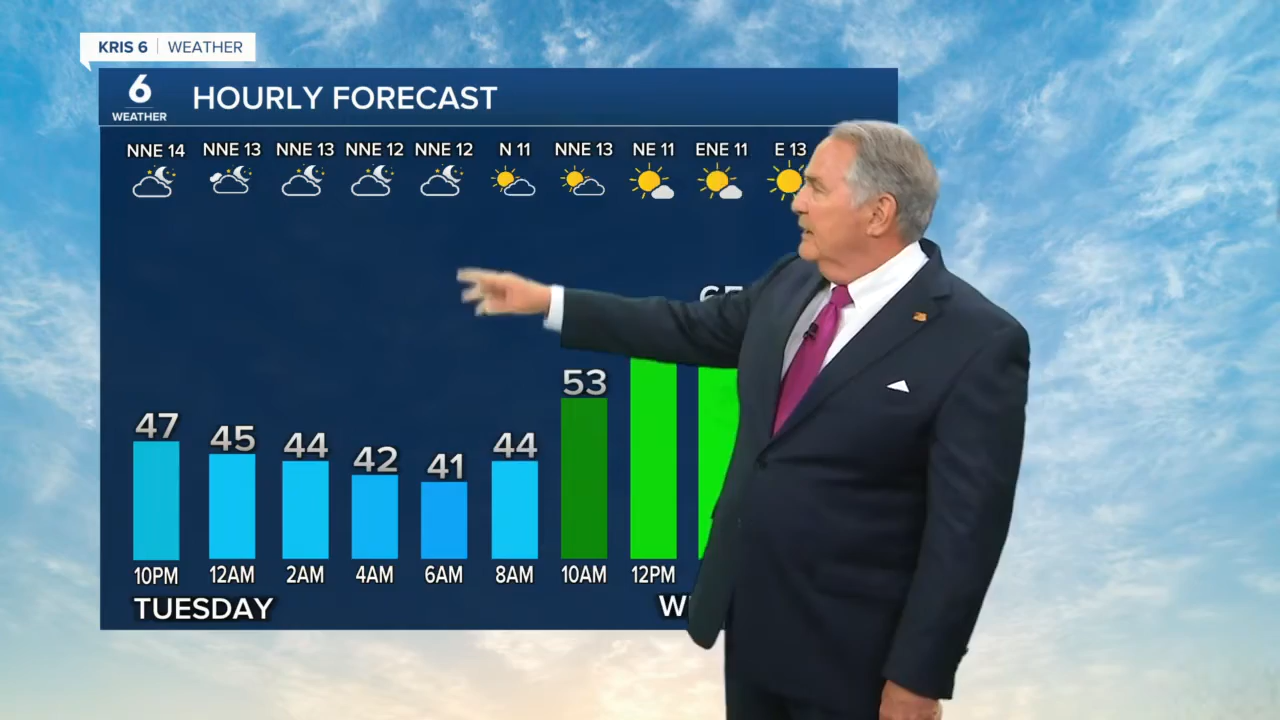 KRIS 6 | WEATHER
6
WEATHER
HOURLY FORECAST
NNE 14 NNE 13 NNE 13 NNE 12 NNE 12 N 11 NNE 13 NE 11 ENE 11 E 13
47 45 44 42 41 44 53
10PM 12AM 2AM 4AM 6AM 8AM 10AM 12PM
TUESDAY